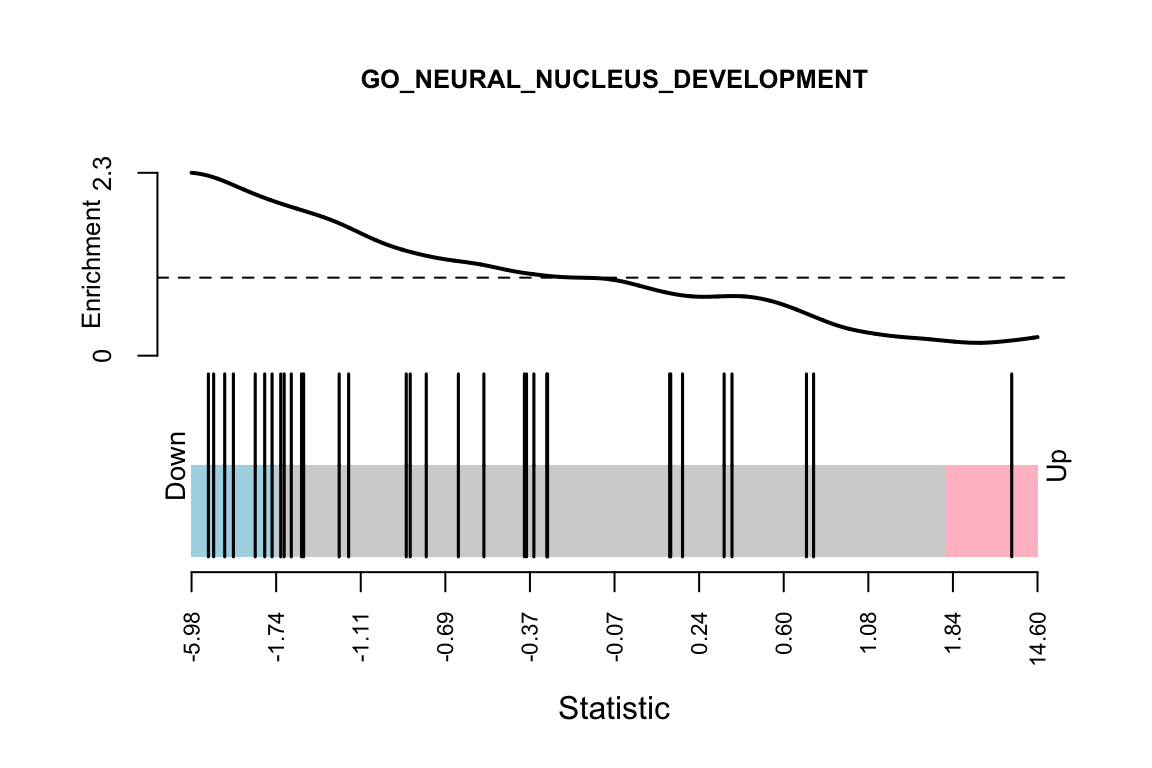 GO_NEURAL_NUCLEUS_DEVELOPMENT
2.3
Enrichment
0
Down
Up
-5.98 -1.74 -1.11 -0.69 -0.37 -0.07 0.24 0.60 1.08 1.84 14.60
Statistic